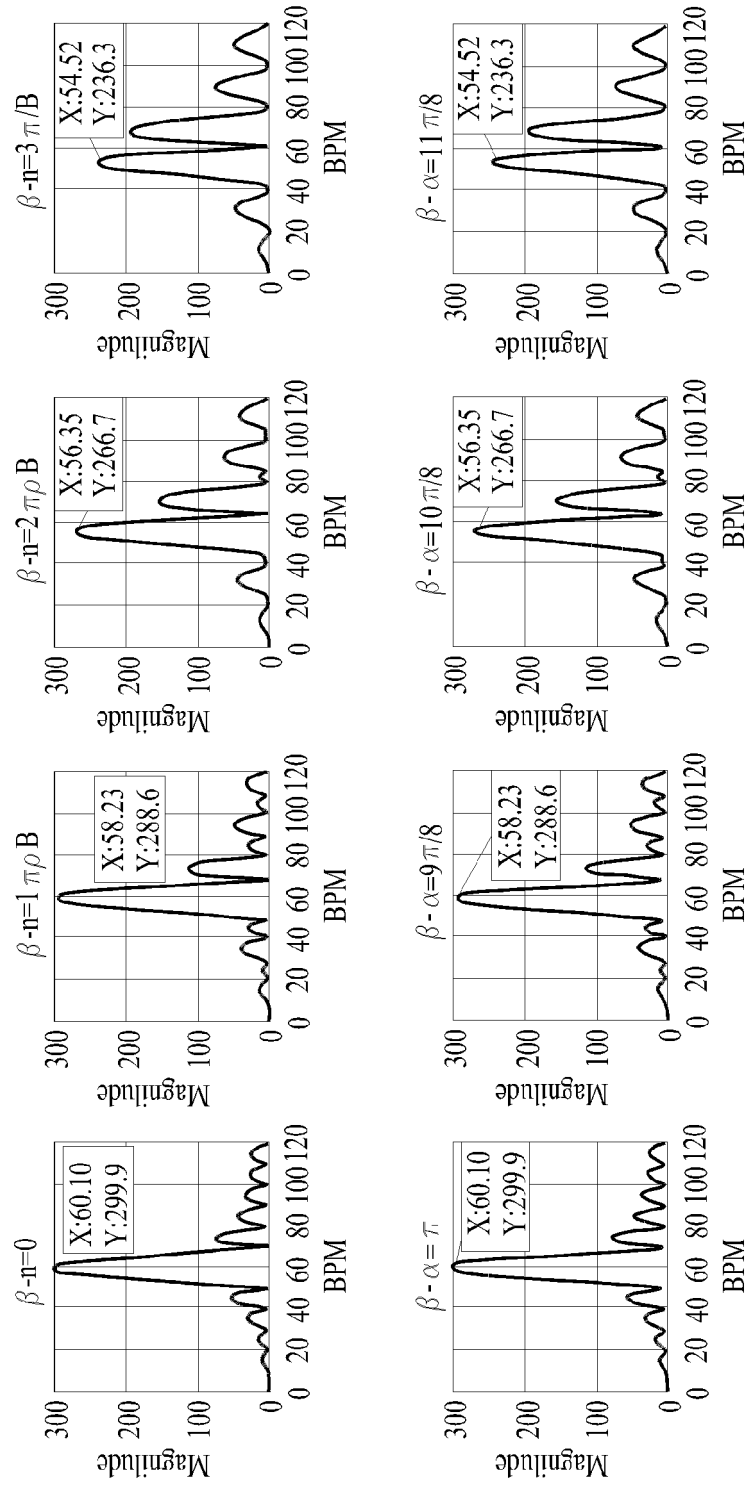 β-n=0
300
200
100
0
Magnitude
X:60.10
Y:299.9
0 20 40 60 80 100 120
BPM
β-n=1πρB
300
200
100
0
Magnitude
X:58.23
Y:288.6
0 20 40 60 80 100 120
BPM
β-n=2πρB
300
200
100
0
Magnitude
X:56.35
Y:266.7
0 20 40 60 80 100 120
BPM
β-n=3π/B
300
200
100
0
Magnitude
X:54.52
Y:236.3
0 20 40 60 80 100 120
BPM
β-α=π
300
200
100
0
Magnitude
X:60.10
Y:299.9
0 20 40 60 80 100 120
BPM
β-α=9π/8
300
200
100
0
Magnitude
X:58.23
Y:288.6
0 20 40 60 80 100 120
BPM
β-α=10π/8
300
200
100
0
Magnitude
X:56.35
Y:266.7
0 20 40 60 80 100 120
BPM
β-α=11π/8
300
200
100
0
Magnitude
X:54.52
Y:236.3
0 20 40 60 80 100 120
BPM